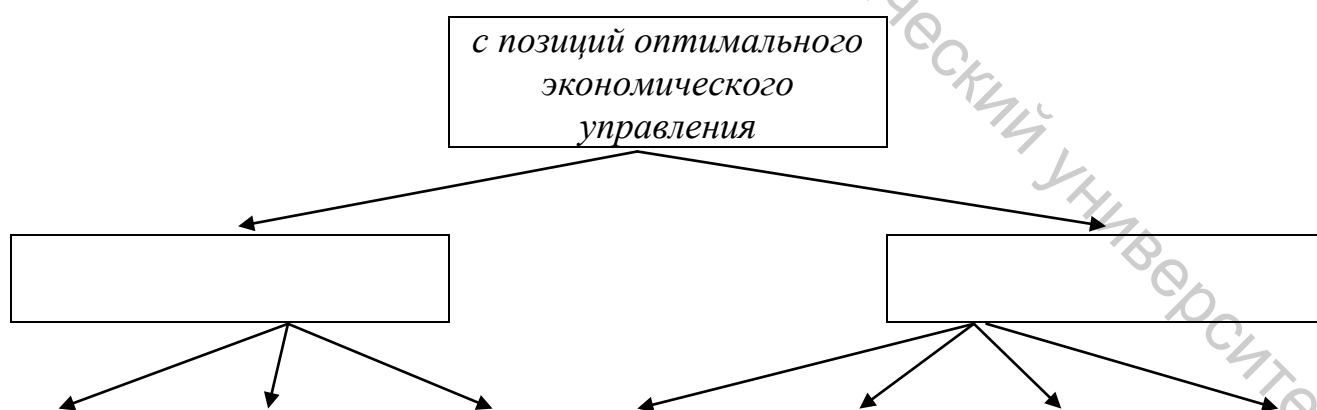 с позиций оптимального
экономического
управления